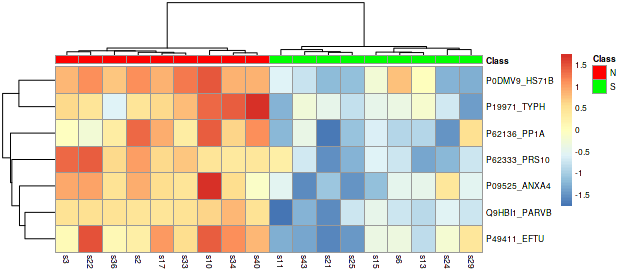 Class
P0DMV9_HS71B
P19971_TYPH
P62136_PP1A
P62333_PRS10
P09525_ANXA4
Q9HBI1_PARVB
P49411_EFTU
s3
s22
s36
s2
s17
s33
s10
s34
s40
s11
s43
s21
s25
s15
s6
s13
s24
s29
1.5
1
0.5
0
-0.5
-1
-1.5
Class
N
S